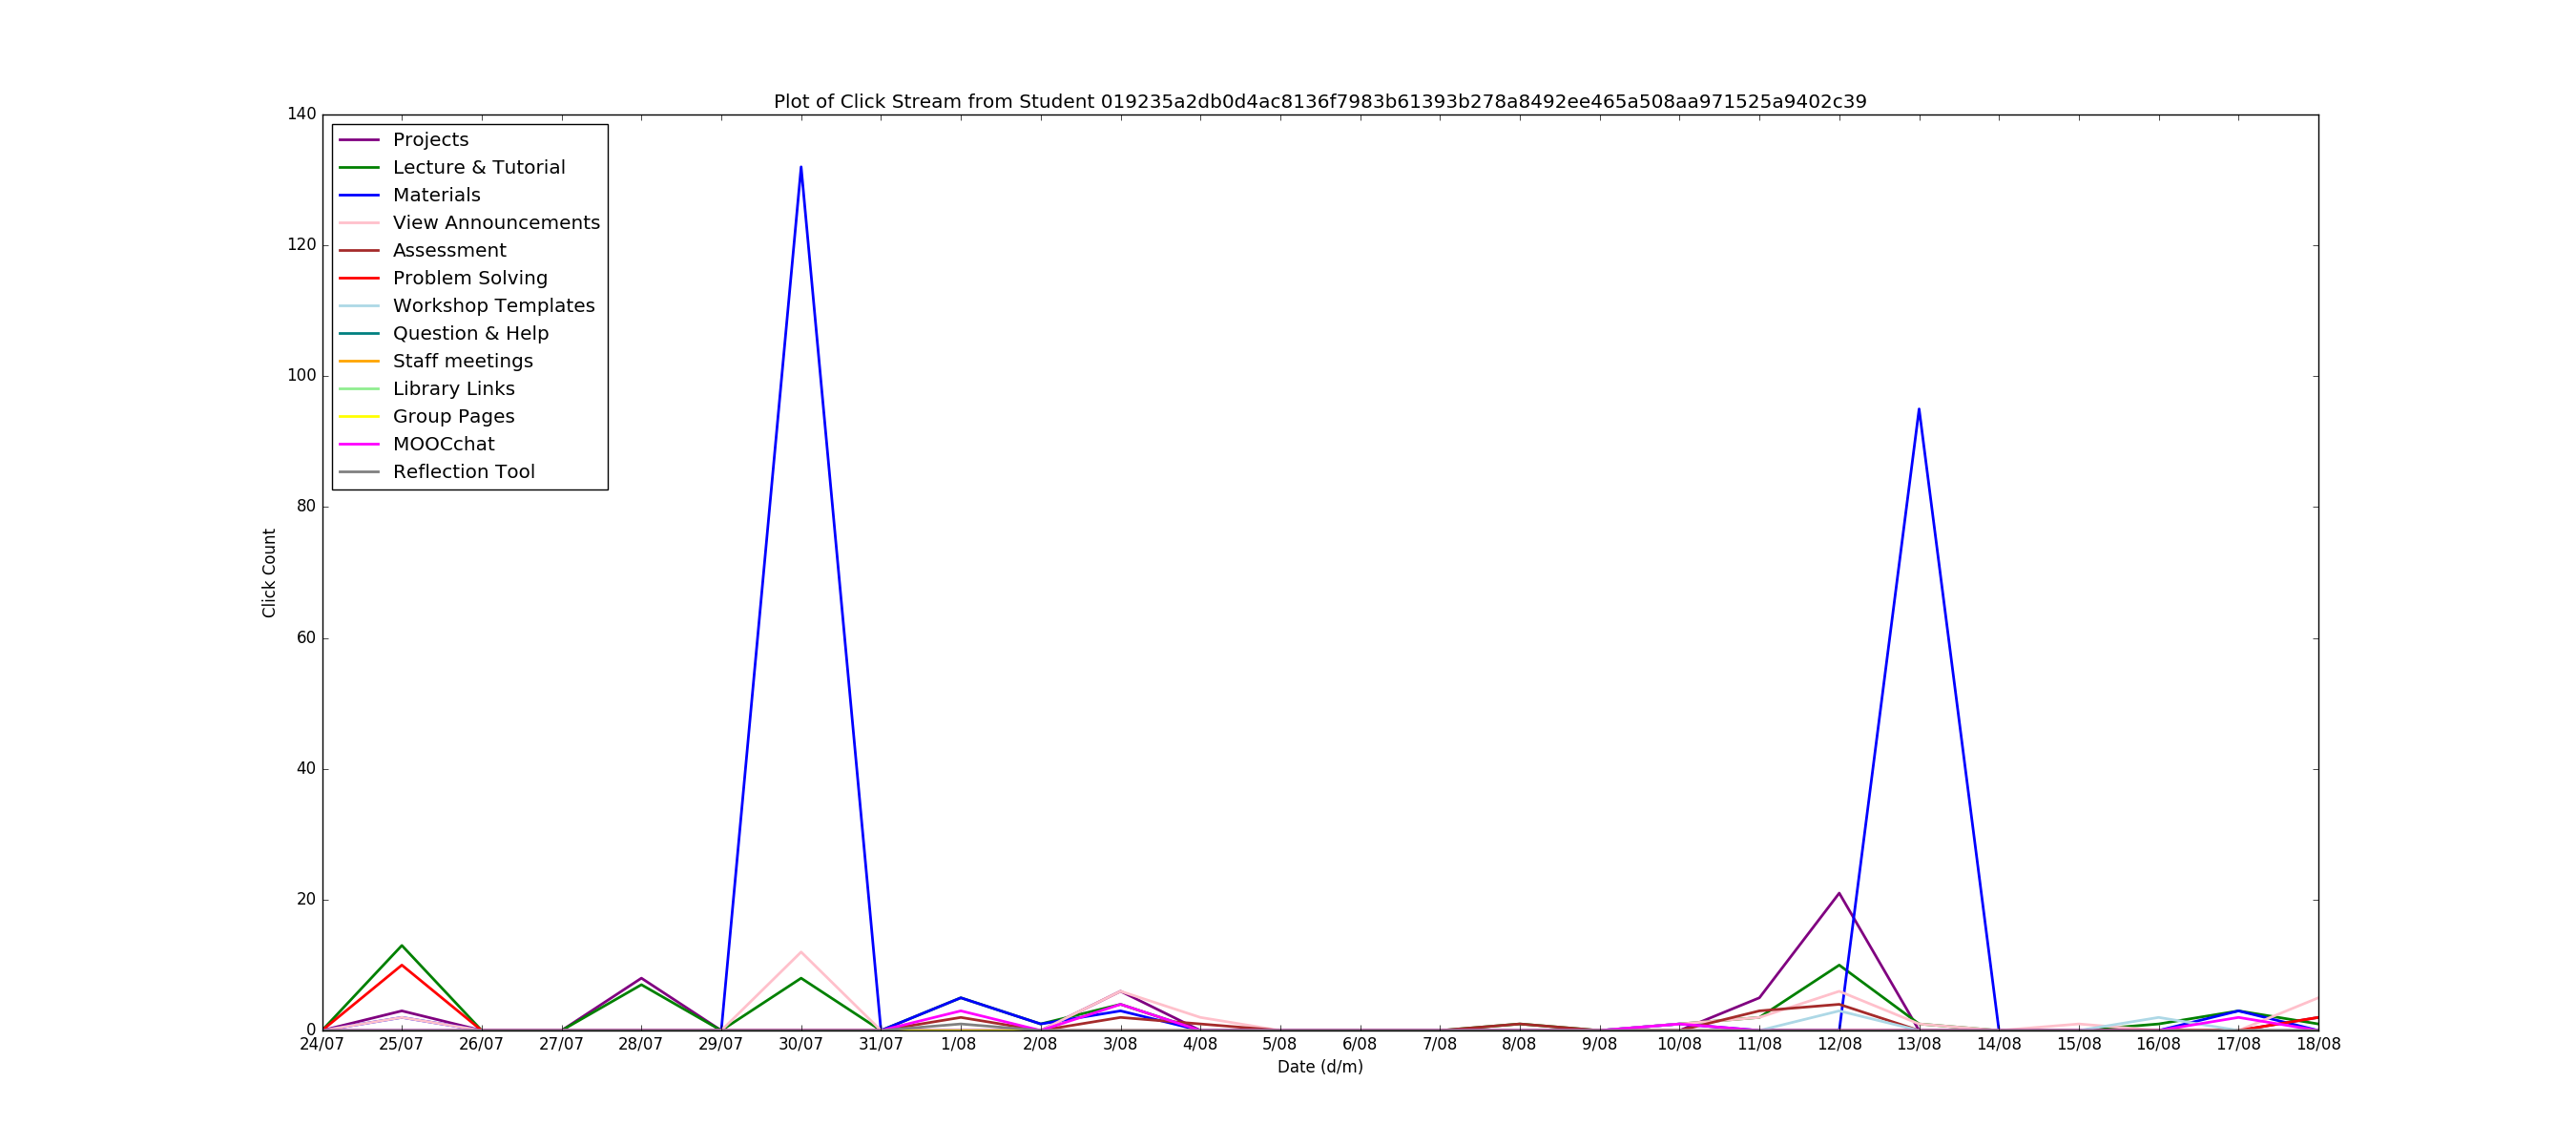 Plot of Click Stream from Student 019235a2db0d4ac8136f7983b61393b278a8492ee465a508aa971525a9402c39
140
120
100
80
60
40
20
0
Click Count
Projects
Lecture & Tutorial
Materials
View Announcements
Assessment
Problem Solving
Workshop Templates
Question & Help
Staff meetings
Library Links
Group Pages
MOOCchat
Reflection Tool
24/07 25/07 26/07 27/07 28/07 29/07 30/07 31/07 1/08 2/08 3/08 4/08 5/08 6/08 7/08 8/08 9/08 10/08 11/08 12/08 13/08 14/08 15/08 16/08 17/08 18/08
Date (d/m)